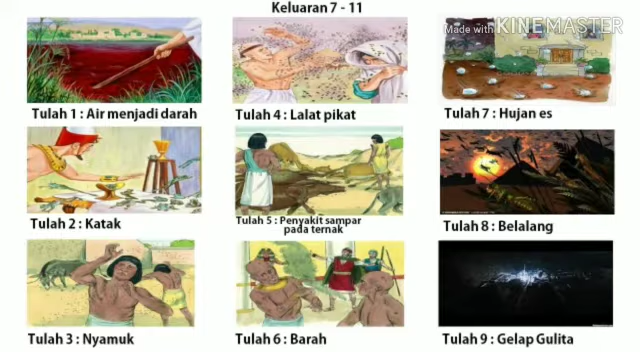 Keluaran 7 - 11
Made with KINEMASTER
Tulah 1 : Air menjadi darah
Tulah 4 : Lalat pikat
Tulah 7 : Hujan es
Tulah 2 : Katak
Tulah 5 : Penyakit sampar
pada ternak
Tulah 8 : Belalang
Tulah 3 : Nyamuk
Tulah 6 : Barah
Tulah 9 : Gelap Gulita